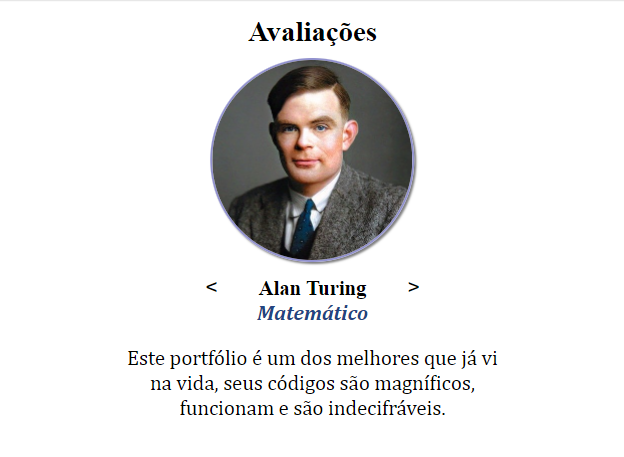 Avaliações
< Alan Turing >
Matemático
Este portfólio é um dos melhores que já vi
na vida, seus códigos são magníficos,
funcionam e são indecifráveis.